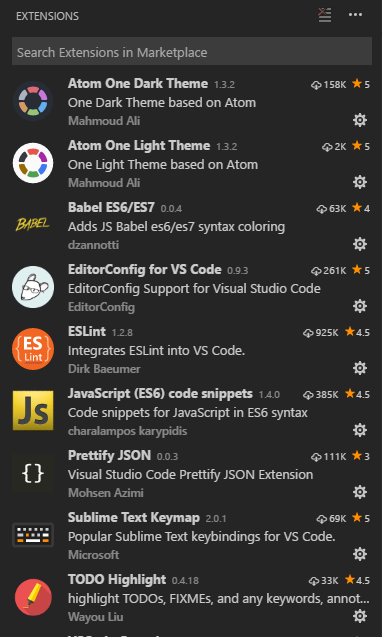 EXTENSIONS
Search Extensions in Marketplace
Atom One Dark Theme 1.3.2 158K 5
One Dark Theme based on Atom
Mahmoud Ali
Atom One Light Theme 1.3.2 2K 5
One Light Theme based on Atom
Mahmoud Ali
BABEL
Babel ES6/ES7 0.0.4 63K 4
Adds JS Babel es6/es7 syntax coloring
dzannotti
EditorConfig for VS Code 0.9.3 261K 5
EditorConfig Support for Visual Studio Code
EditorConfig
ES
Lint
ESLint 1.2.8 925K 4.5
Integrates ESLint into VS Code.
Dirk Baeumer
JS
JavaScript (ES6) code snippets 1.4.0 385K 4.5
Code snippets for JavaScript in ES6 syntax
charalampos karypidis
{}
Prettify JSON 0.0.3 111K 3
Visual Studio Code Prettify JSON Extension
Mohsen Azimi
Sublime Text Keymap 2.0.1 69K 5
Popular Sublime Text keybindings for VS Code.
Microsoft
TODO Highlight 0.4.18 33K 4.5
highlight TODOs, FIXMEs, and any keywords, annot...
Wayou Liu